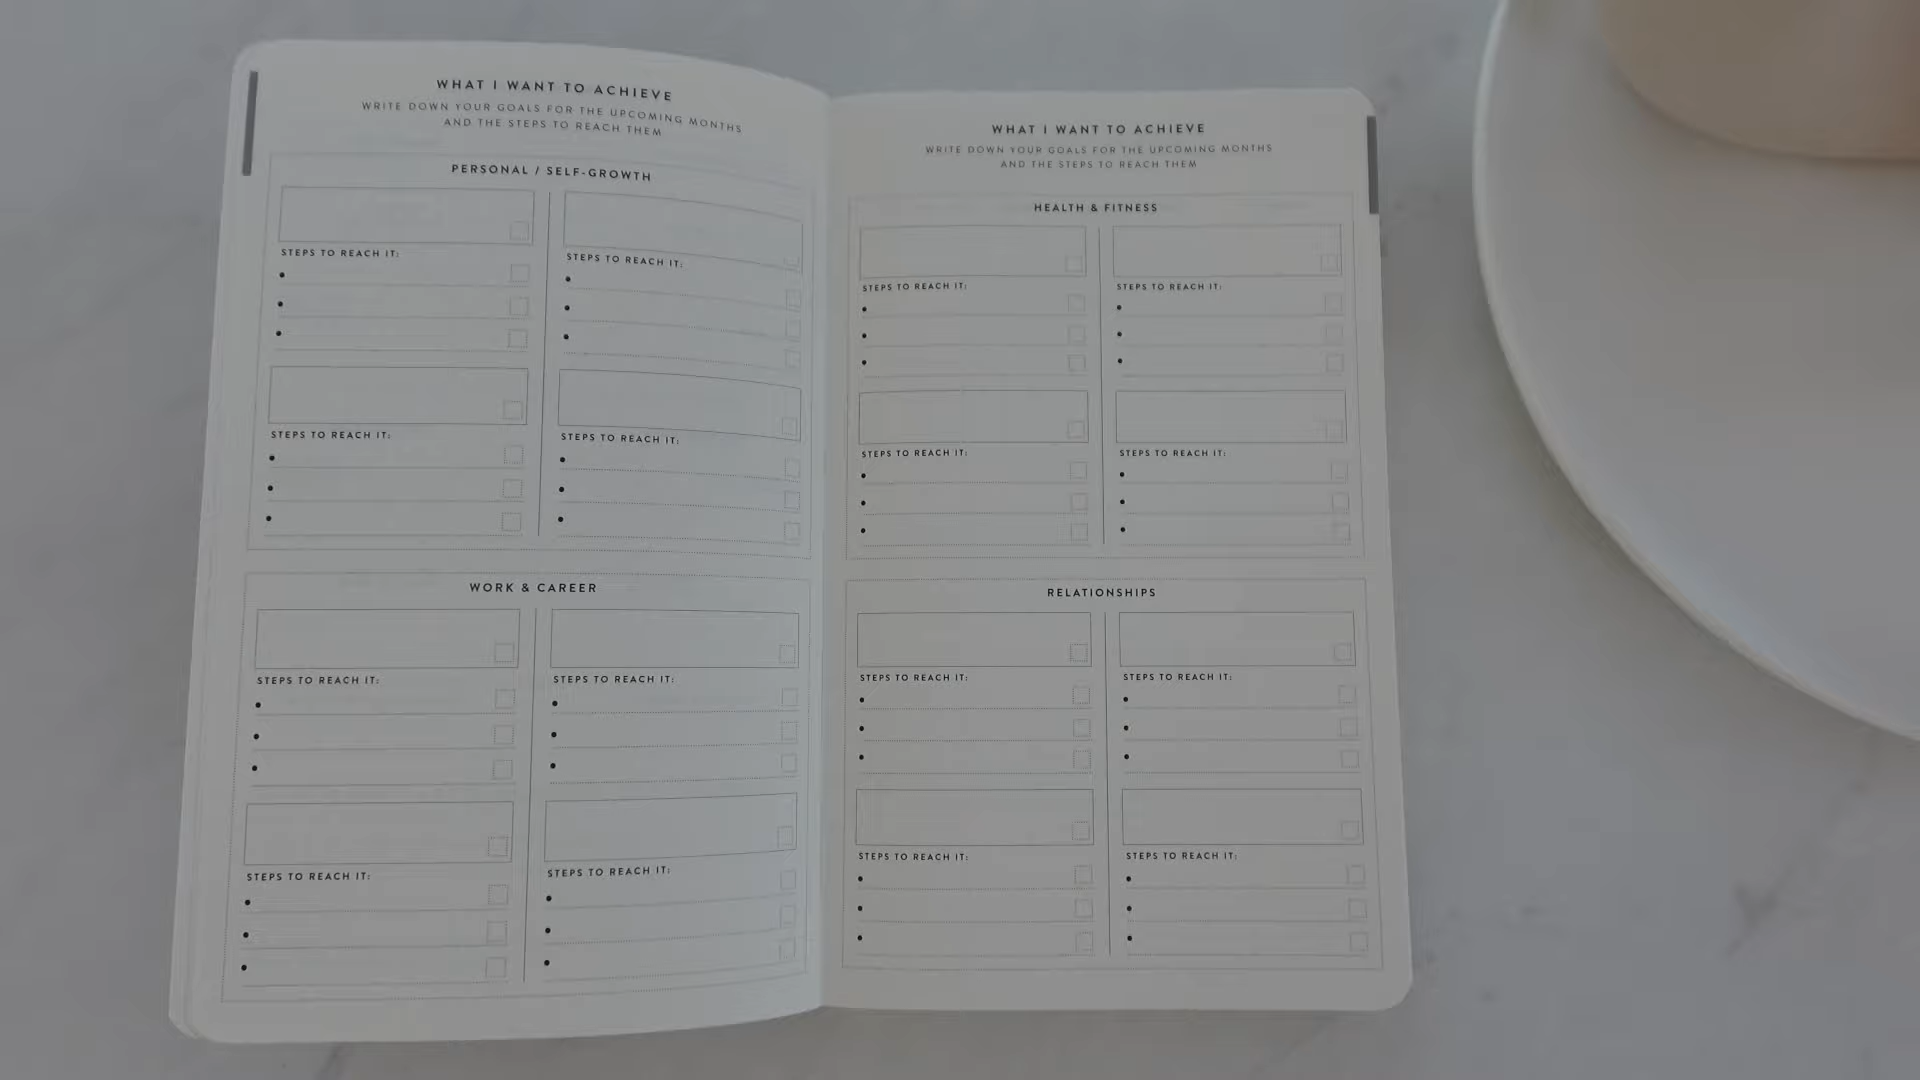 WHAT I WANT TO ACHIEVE
WRITE DOWN YOUR GOALS FOR THE UPCOMING MONTHS
AND THE STEPS TO REACH THEM
PERSONAL / SELF-GROWTH
STEPS TO REACH IT:
STEPS TO REACH IT:
STEPS TO REACH IT:
STEPS TO REACH IT:
WORK & CAREER
STEPS TO REACH IT:
STEPS TO REACH IT:
STEPS TO REACH IT:
STEPS TO REACH IT:
WHAT I WANT TO ACHIEVE
WRITE DOWN YOUR GOALS FOR THE UPCOMING MONTHS
AND THE STEPS TO REACH THEM
HEALTH & FITNESS
STEPS TO REACH IT:
STEPS TO REACH IT:
STEPS TO REACH IT:
STEPS TO REACH IT:
RELATIONSHIPS
STEPS TO REACH IT:
STEPS TO REACH IT:
STEPS TO REACH IT:
STEPS TO REACH IT: